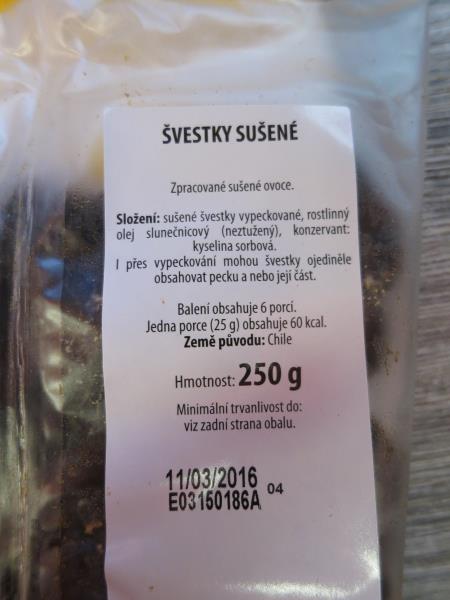 ŠVESTKY SUŠENÉ
Zpracované sušené ovoce.
Složení: sušené švestky vypeckované, rostlinný
olej slunečnicový (neztužený), konzervant:
kyselina sorbová.
I přes vypeckování mohou švestky ojediněle
obsahovat pecku a nebo její část.
Balení obsahuje 6 porcí.
Jedna porce (25 g) obsahuje 60 kcal.
Země původu: Chile
Hmotnost: 250 g
Minimální trvanlivost do:
viz zadní strana obalu.
11/03/2016
E03150186A 04